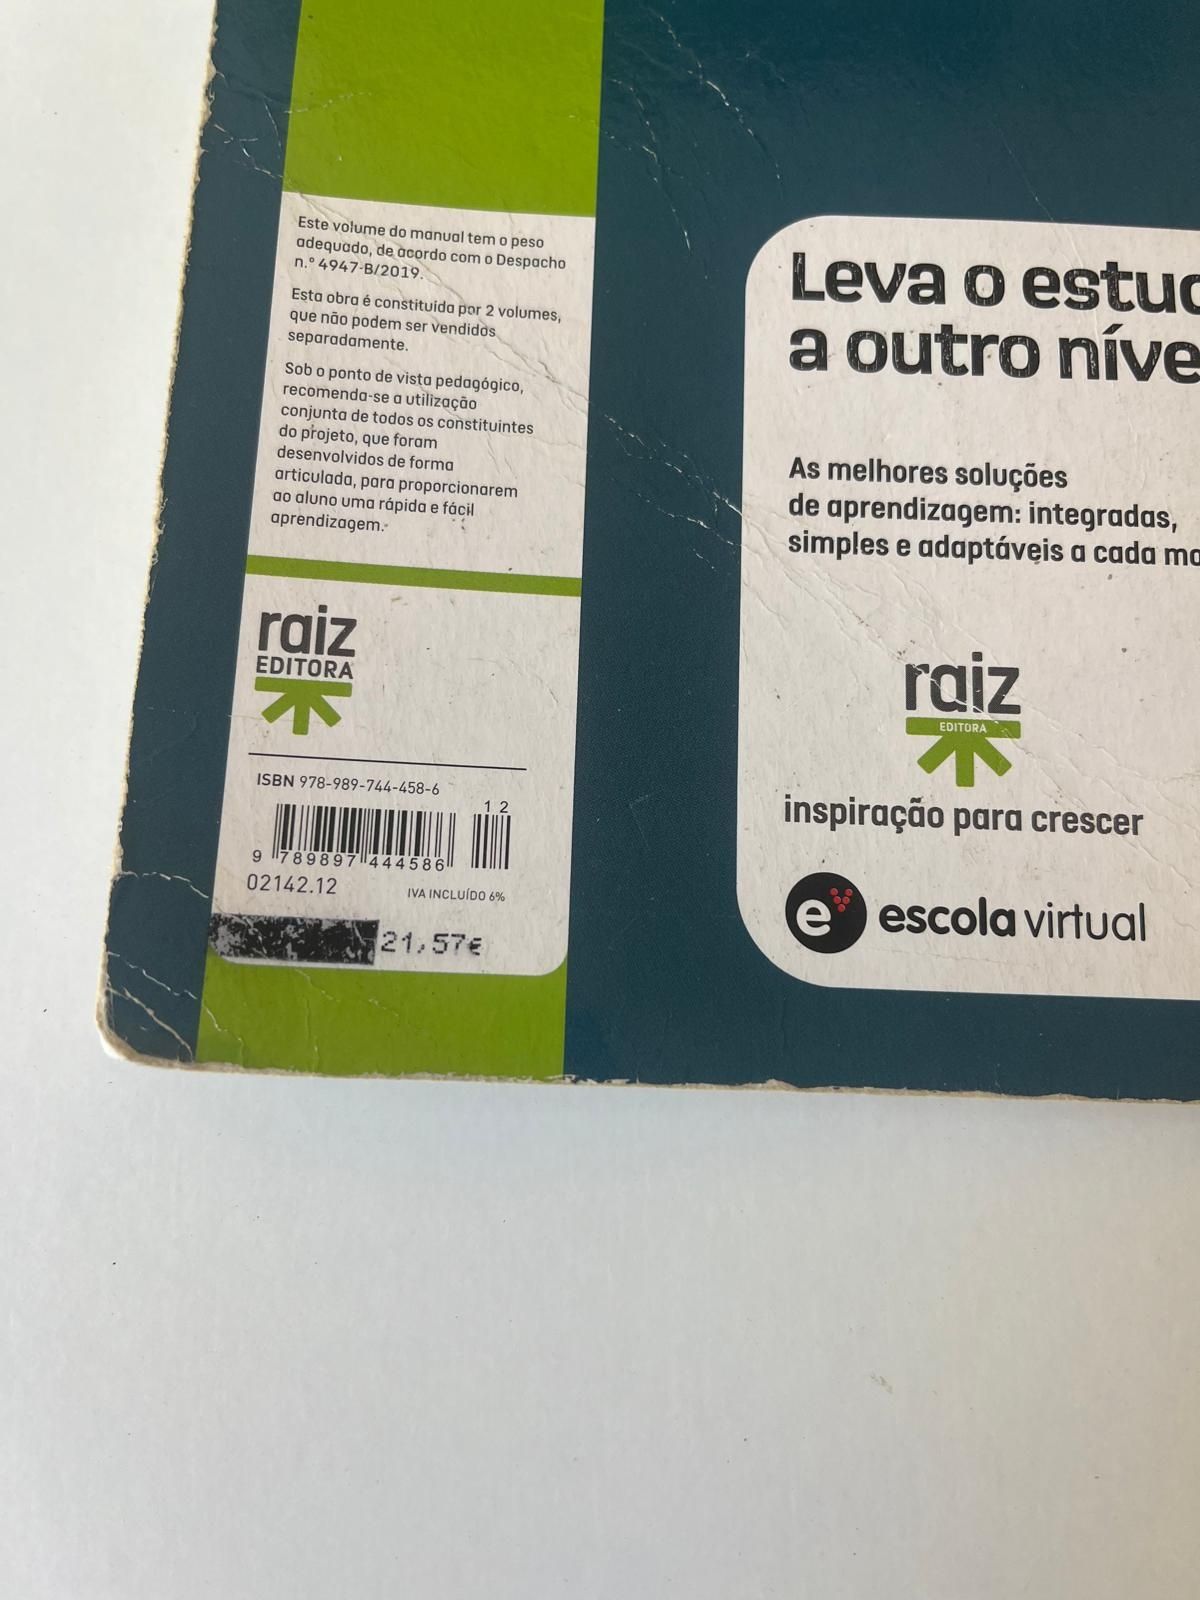 Este volume do manual tem o peso
adequado, de acordo com o Despacho
n.º 4947-B/2019.
Esta obra é constituída por 2 volumes,
que não podem ser vendidos
separadamente.
Sob o ponto de vista pedagógico,
recomenda-se a utilização
conjunta de todos os constituintes
do projeto, que foram
desenvolvidos de forma
articulada, para proporcionarem
ao aluno uma rápida e fácil
aprendizagem.
raiz
EDITORA
ISBN 978-989-744-458-6
12
9 789897 444586
02142.12
IVA INCLUÍDO 6%
21,57€
Leva o
a outro
As melhores soluções
de aprendizagem: integradas,
simples e adaptáveis a cada
raiz
EDITORA
inspiração para crescer
e
escola virtual